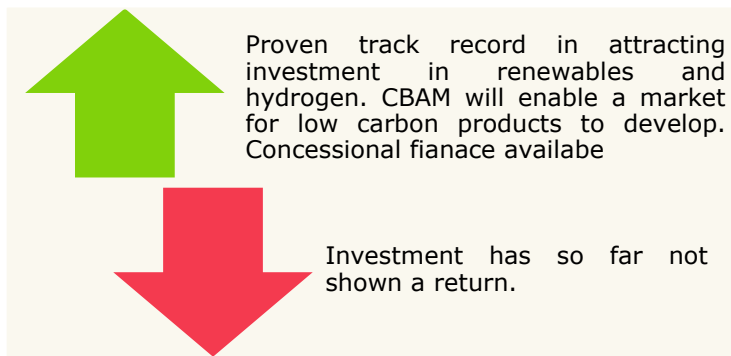 Proven track record in attracting
investment in renewables and
hydrogen. CBAM will enable a market
for low carbon products to develop.
Concessional fianace availabe
Investment has so far not
shown a return.